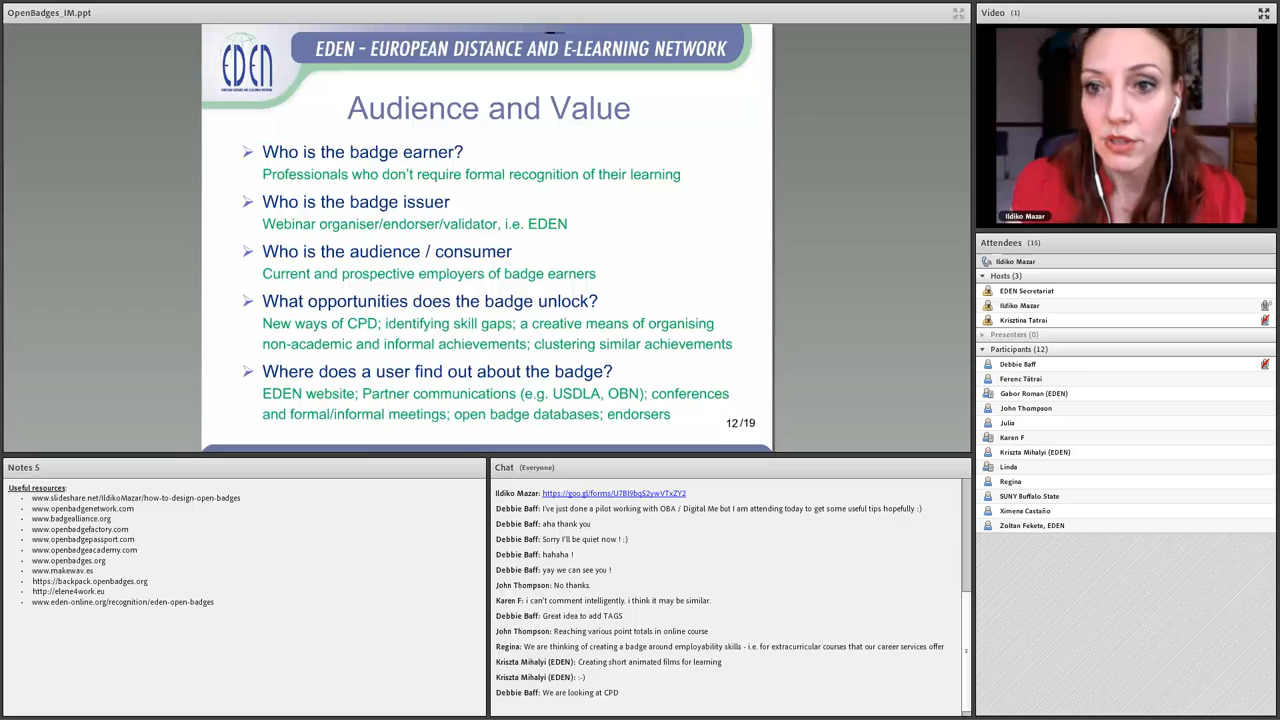 OpenBadges_IM.ppt
EDEN
EDEN - EUROPEAN DISTANCE AND E-LEARNING NETWORK
Audience and Value
Who is the badge earner?
Professionals who don't require formal recognition of their learning
Who is the badge issuer
Webinar organiser/endorser/validator, i.e. EDEN
Who is the audience / consumer
Current and prospective employers of badge earners
What opportunities does the badge unlock?
New ways of CPD; identifying skill gaps; a creative means of organising
non-academic and informal achievements; clustering similar achievements
Where does a user find out about the badge?
EDEN website; Partner communications (e.g. USDLA, OBN); conferences
and formal/informal meetings; open badge databases; endorsers
12/19
Video (1)
Ildiko Mazar
Attendees (15)
Ildiko Mazar
Hosts (3)
EDEN Secretariat
Ildiko Mazar
Krisztina Tatrai
Presenters (0)
Participants (12)
Debbie Baff
Ferenc Tátrai
Gabor Roman (EDEN)
John Thompson
Julia
Karen F
Kriszta Mihalyi (EDEN)
Linda
Regina
SUNY Buffalo State
Ximena Castaño
Zoltan Fekete, EDEN
Notes 5
Useful resources:
www.slideshare.net/IldikoMazar/how-to-design-open-badges
www.openbadgenetwork.com
www.badgealliance.org
www.openbadgefactory.com
www.openbadgepassport.com
www.openbadgeacademy.com
www.openbadges.org
www.makewav.es
https://backpack.openbadges.org
http://elene4work.eu
www.eden-online.org/recognition/eden-open-badges
Chat (Everyone)
Ildiko Mazar: https://goo.gl/forms/U7Bl9bqS2ywVTxZY2
Debbie Baff: I've just done a pilot working with OBA / Digital Me but I am attending today to get some useful tips hopefully :)
Debbie Baff: aha thank you
Debbie Baff: Sorry I'll be quiet now ! :)
Debbie Baff: hahaha !
Debbie Baff: yay we can see you !
John Thompson: No thanks.
Karen F: i can't comment intelligently. i think it may be similar.
Debbie Baff: Great idea to add TAGS
John Thompson: Reaching various point totals in online course
Regina: We are thinking of creating a badge around employability skills - i.e. for extracurricular courses that our career services offer
Kriszta Mihalyi (EDEN): Creating short animated films for learning
Kriszta Mihalyi (EDEN): :-)
Debbie Baff: We are looking at CPD